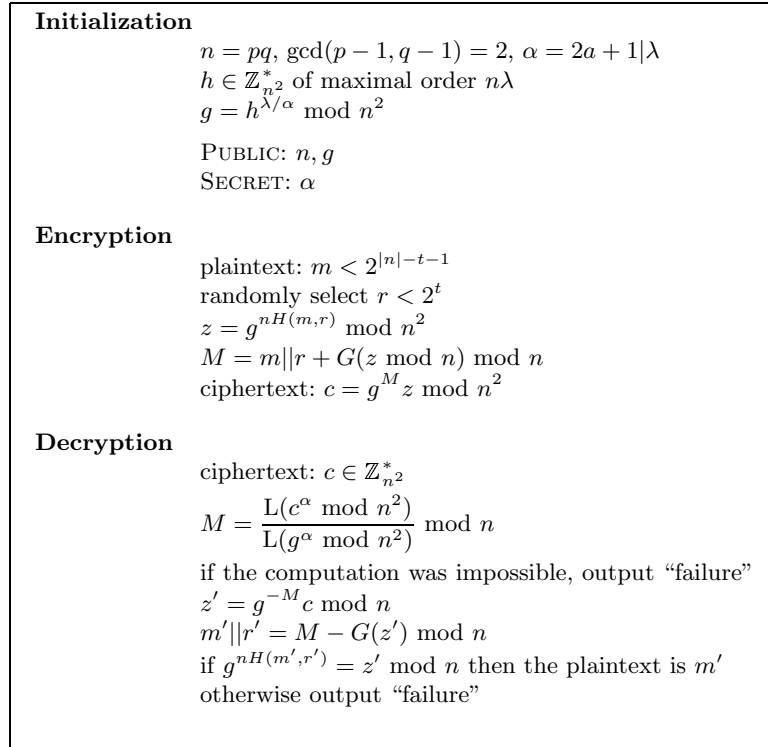 Initialization
n = pq, gcd(p − 1, q − 1) = 2, α = 2a + 1|λ
h ∈ ℤ*_{n²} of maximal order nλ
g = h^{λ/α} mod n²
PUBLIC: n, g
SECRET: α
Encryption
plaintext: m < 2^{|n|−t−1}
randomly select r < 2^t
z = g^{nH(m,r)} mod n²
M = m||r + G(z mod n) mod n
ciphertext: c = g^M z mod n²
Decryption
ciphertext: c ∈ ℤ*_{n²}
M = L(c^α mod n²) / L(g^α mod n²) mod n
if the computation was impossible, output “failure”
z′ = g^{−M}c mod n
m′||r′ = M − G(z′) mod n
if g^{nH(m′,r′)} = z′ mod n then the plaintext is m′
otherwise output “failure”